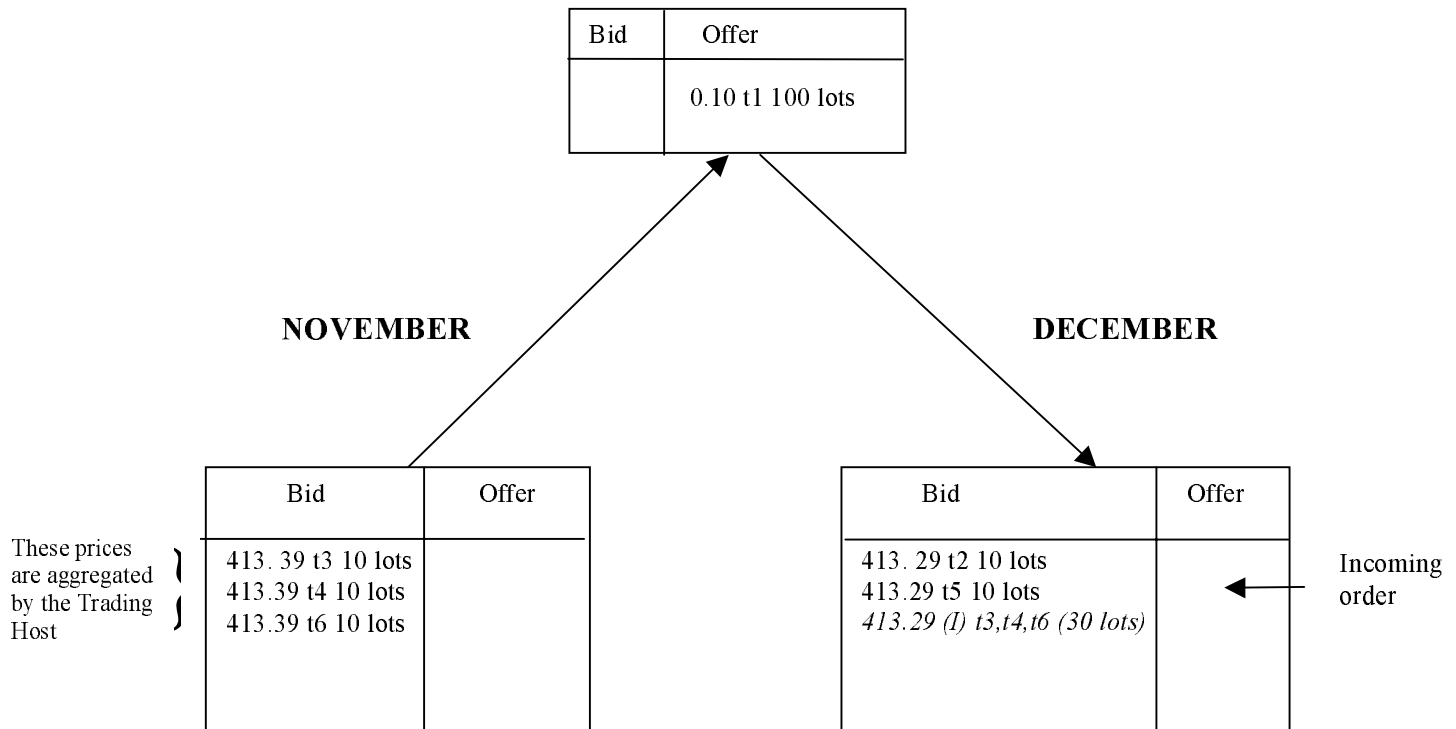 Bid Offer
0.10 t1 100 lots
NOVEMBER
DECEMBER
Bid Offer
413. 39 t3 10 lots
413.39 t4 10 lots
413.39 t6 10 lots
These prices
are aggregated
by the Trading
Host
Bid Offer
413. 29 t2 10 lots
413.29 t5 10 lots
413.29 (I) t3,t4,t6 (30 lots)
Incoming
order